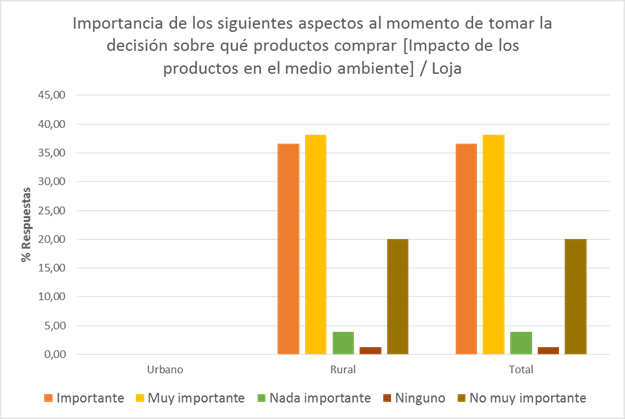 Importancia de los siguientes aspectos al momento de tomar la
decisión sobre qué productos comprar [Impacto de los
productos en el medio ambiente] / Loja
45,00
40,00
35,00
30,00
25,00
20,00
15,00
10,00
5,00
0,00
% Respuestas
Urbano Rural Total
Importante Muy importante Nada importante Ninguno No muy importante